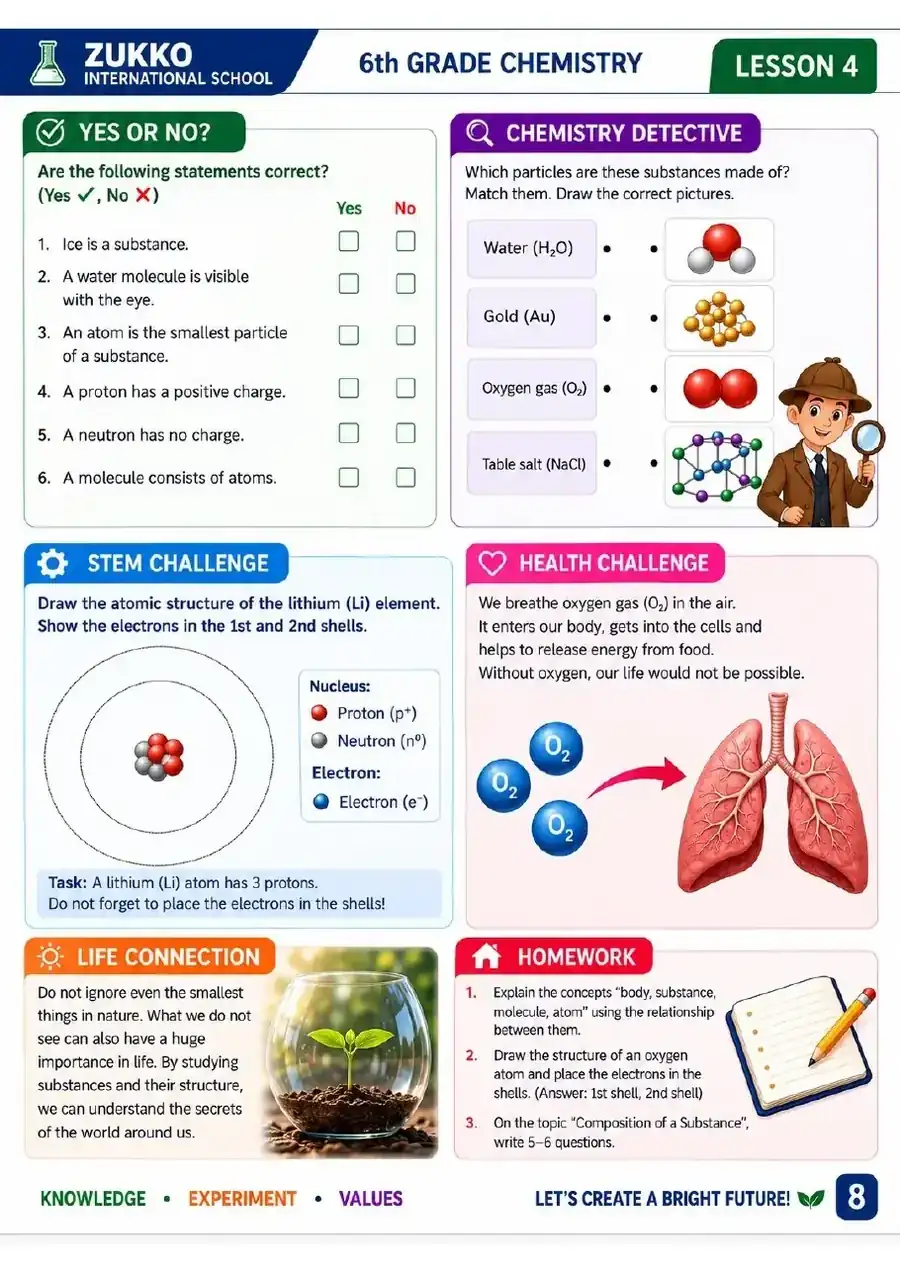 ZUKKO
INTERNATIONAL SCHOOL
6th GRADE CHEMISTRY
LESSON 4
YES OR NO?
Are the following statements correct?
(Yes ✓, No ✗)
Yes No
1. Ice is a substance.
2. A water molecule is visible
with the eye.
3. An atom is the smallest particle
of a substance.
4. A proton has a positive charge.
5. A neutron has no charge.
6. A molecule consists of atoms.
CHEMISTRY DETECTIVE
Which particles are these substances made of?
Match them. Draw the correct pictures.
Water (H₂O)
Gold (Au)
Oxygen gas (O₂)
Table salt (NaCl)
STEM CHALLENGE
Draw the atomic structure of the lithium (Li) element.
Show the electrons in the 1st and 2nd shells.
Nucleus:
Proton (p⁺)
Neutron (n⁰)
Electron:
Electron (e⁻)
Task: A lithium (Li) atom has 3 protons.
Do not forget to place the electrons in the shells!
HEALTH CHALLENGE
We breathe oxygen gas (O₂) in the air.
It enters our body, gets into the cells and
helps to release energy from food.
Without oxygen, our life would not be possible.
O₂
O₂
O₂
LIFE CONNECTION
Do not ignore even the smallest
things in nature. What we do not
see can also have a huge
importance in life. By studying
substances and their structure,
we can understand the secrets
of the world around us.
HOMEWORK
1. Explain the concepts "body, substance,
molecule, atom" using the relationship
between them.
2. Draw the structure of an oxygen
atom and place the electrons in the
shells. (Answer: 1st shell, 2nd shell)
3. On the topic "Composition of a Substance",
write 5–6 questions.
KNOWLEDGE • EXPERIMENT • VALUES
LET'S CREATE A BRIGHT FUTURE! 8